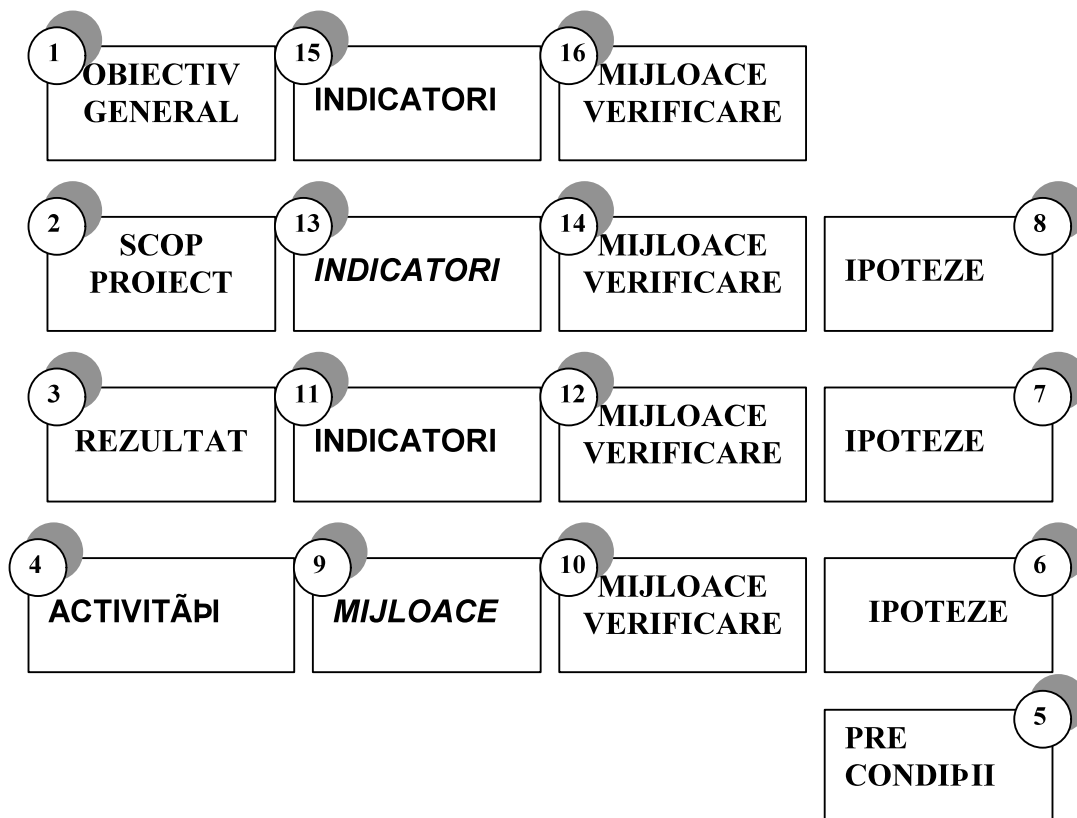 1
OBIECTIV
GENERAL
15
INDICATORI
16
MIJLOACE
VERIFICARE
2
SCOP
PROIECT
13
INDICATORI
14
MIJLOACE
VERIFICARE
8
IPOTEZE
3
REZULTAT
11
INDICATORI
12
MIJLOACE
VERIFICARE
7
IPOTEZE
4
ACTIVITÃÞI
9
MIJLOACE
10
MIJLOACE
VERIFICARE
6
IPOTEZE
5
PRE
CONDIÞII